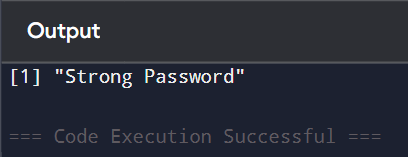 Output
[1] "Strong Password"
=== Code Execution Successful ===